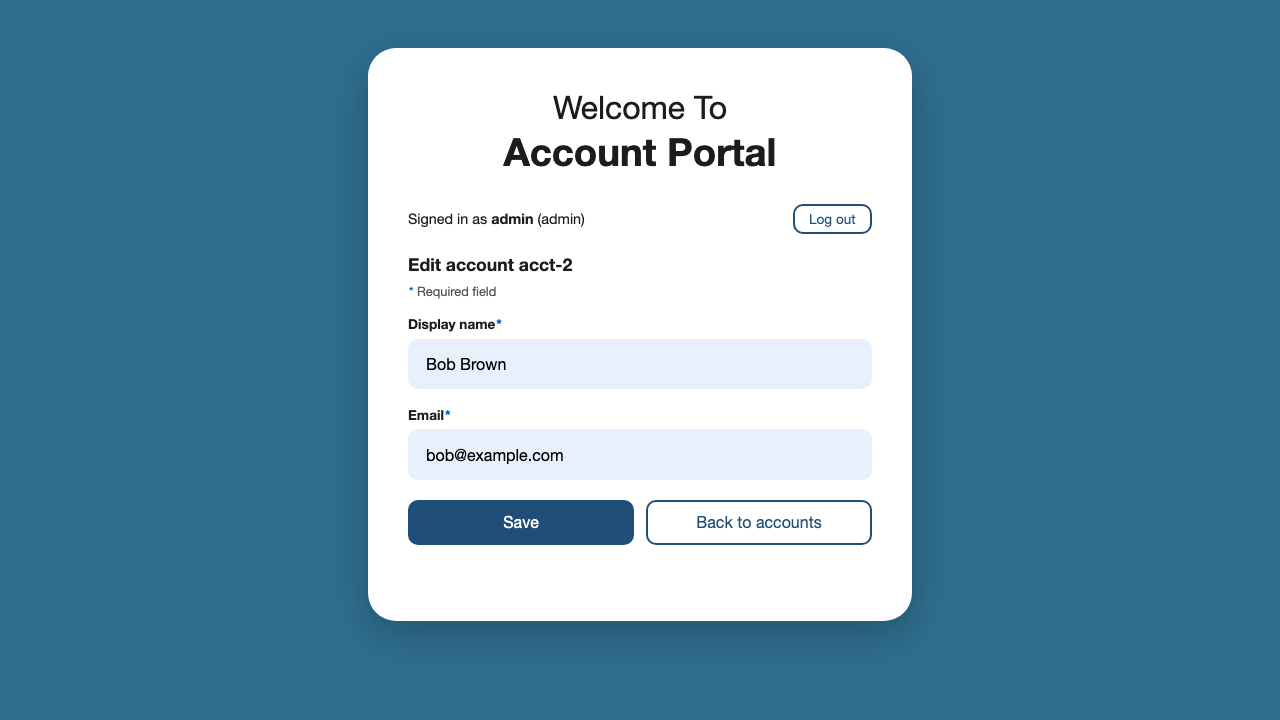 Welcome To
Account Portal
Signed in as admin (admin)
Log out
Edit account acct-2
* Required field
Display name*
Bob Brown
Email*
bob@example.com
Save
Back to accounts